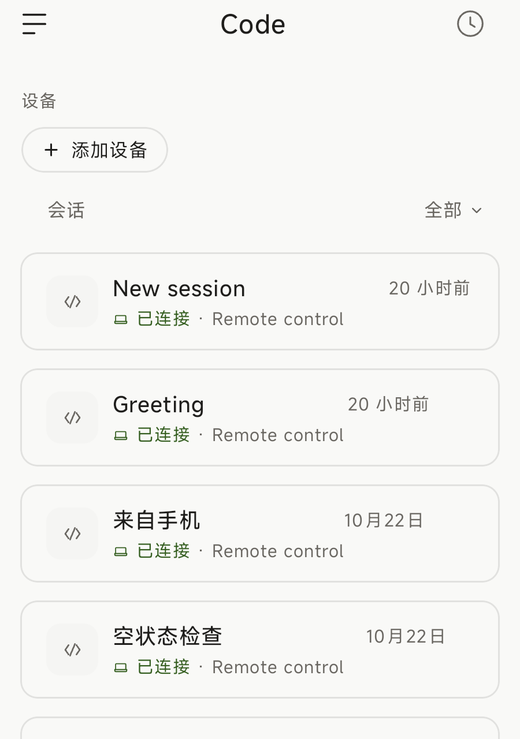 Code
设备
+ 添加设备
会话 全部
New session 20 小时前
已连接 · Remote control
Greeting 20 小时前
已连接 · Remote control
来自手机 10月22日
已连接 · Remote control
空状态检查 10月22日
已连接 · Remote control